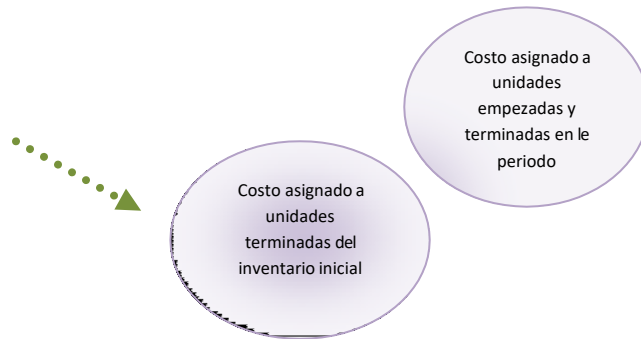 Costo asignado a
unidades
empezadas y
terminadas en le
periodo
Costo asignado a
unidades
terminadas del
inventario inicial